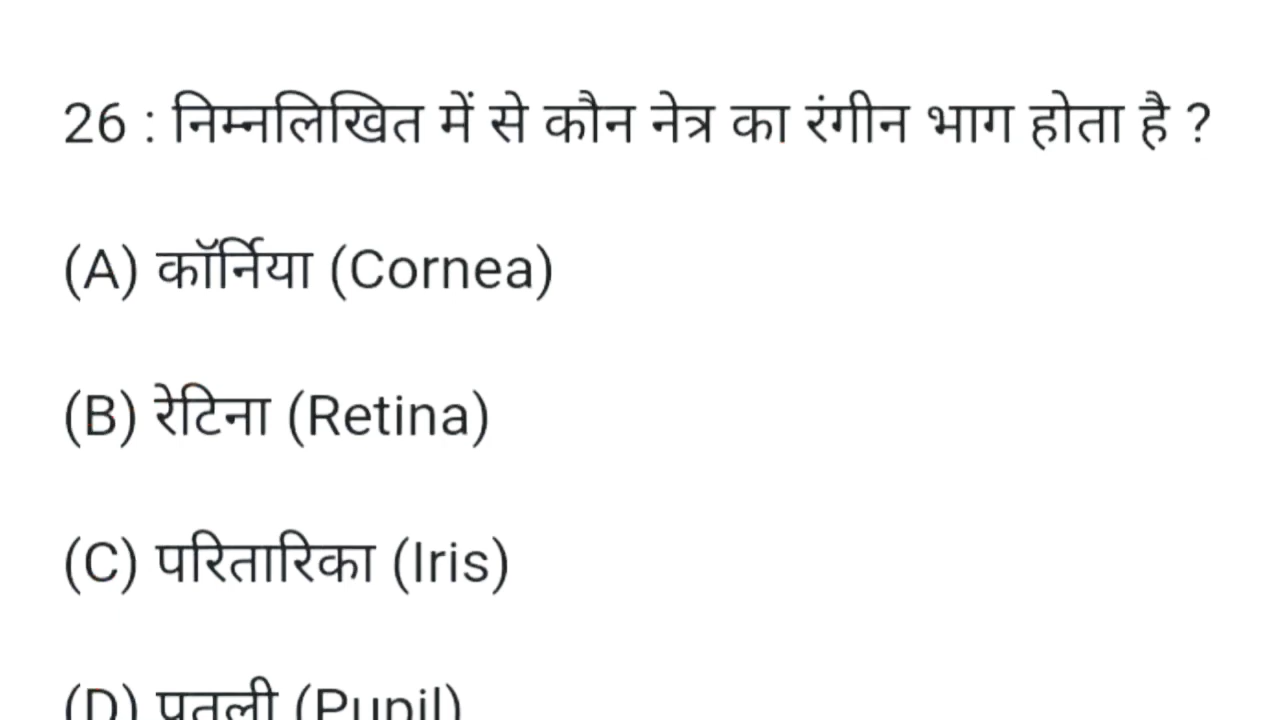 26 : निम्नलिखित में से कौन नेत्र का रंगीन भाग होता है ?
(A) कॉर्निया (Cornea)
(B) रेटिना (Retina)
(C) परितारिका (Iris)
(D) पुतली (Pupil)